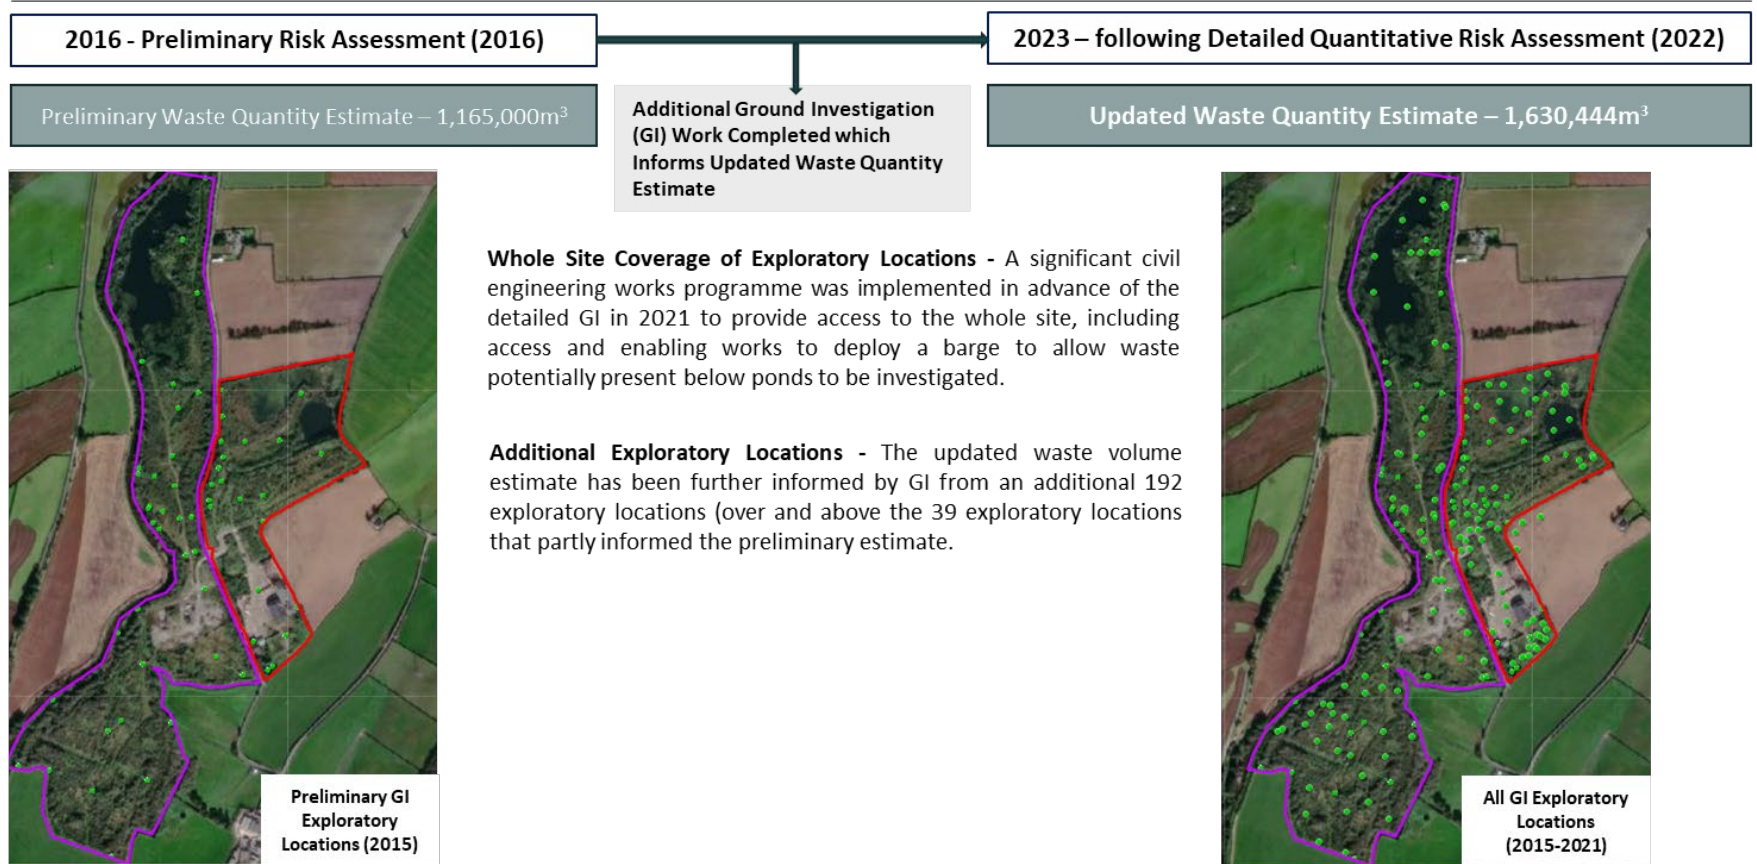 2016 - Preliminary Risk Assessment (2016)
2023 – following Detailed Quantitative Risk Assessment (2022)
Preliminary Waste Quantity Estimate – 1,165,000m³
Additional Ground Investigation
(GI) Work Completed which
Informs Updated Waste Quantity
Estimate
Updated Waste Quantity Estimate – 1,630,444m³
Whole Site Coverage of Exploratory Locations - A significant civil
engineering works programme was implemented in advance of the
detailed GI in 2021 to provide access to the whole site, including
access and enabling works to deploy a barge to allow waste
potentially present below ponds to be investigated.
Additional Exploratory Locations - The updated waste volume
estimate has been further informed by GI from an additional 192
exploratory locations (over and above the 39 exploratory locations
that partly informed the preliminary estimate.
Preliminary GI
Exploratory
Locations (2015)
All GI Exploratory
Locations
(2015-2021)